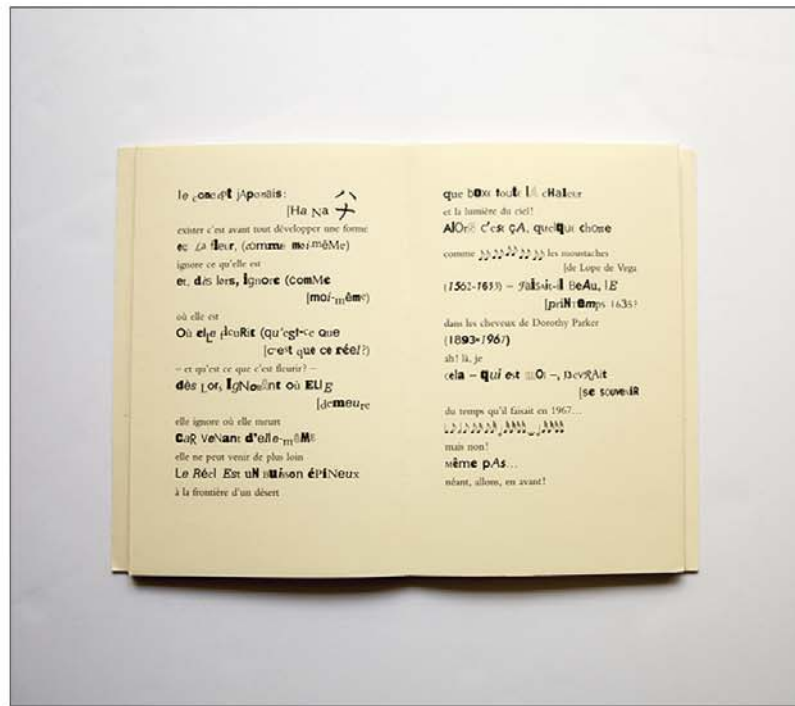 le concept jAponais:
[Ha Na
exister c'est avant tout développer une forme
eç LA fleur, (comme moi-mêMe)
ignore ce qu'elle est
et, dès lors, Ignore (comMe
[moi-même)
où elle est
Où elLe fleuRit (qu'est-ce que
[c'est que ce réel?)
– et qu'est ce que c'est fleurir? –
dès Lors, IgNorant où ELlE
[demeure
elle ignore où elle meurt
CaR VeNant d'elle-mêME
elle ne peut venir de plus loin
Le Réel Est uN BUisson éPiNeux
à la frontière d'un désert
que toute lA cHaleur
et la lumière du ciel!
AlOrs c'est çA, quelqui chose
comme ♪♪♪♪♪♪♪♪ les moustaches
[de Lope de Vega
(1562-1635) – FaIsait-il BeAu, lE
[priNTemps 1635?
dans les cheveux de Dorothy Parker
(1893-1967)
ah! là, je
cela – qui est mOi –, DevRAit
[se souveniR
du temps qu'il faisait en 1967…
mais non!
Même pAs…
néant, allons, en avant!